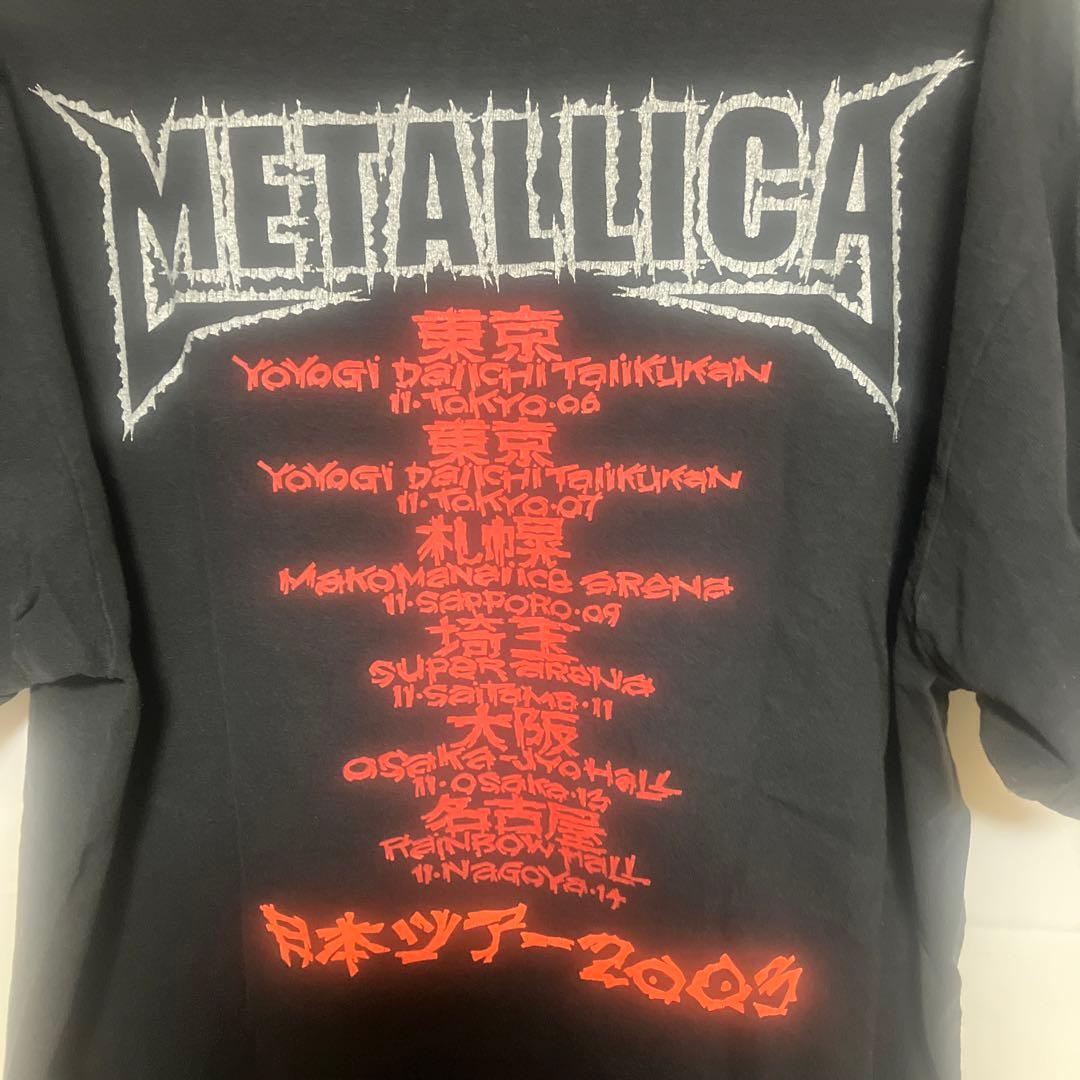 METALLICA
東京
YOYOGI DAIICHI TAIIKUKAN
11·TOKYO·06
東京
YOYOGI DAIICHI TAIIKUKAN
11·TOKYO·07
札幌
MAKOMANAI ICE ARENA
11·SAPPORO·09
埼玉
SUPER ARENA
11·SAITAMA·11
大阪
OSAKA-JYO HALL
11·OSAKA·13
名古屋
RAINBOW HALL
11·NAGOYA·14
日本ツアー2003